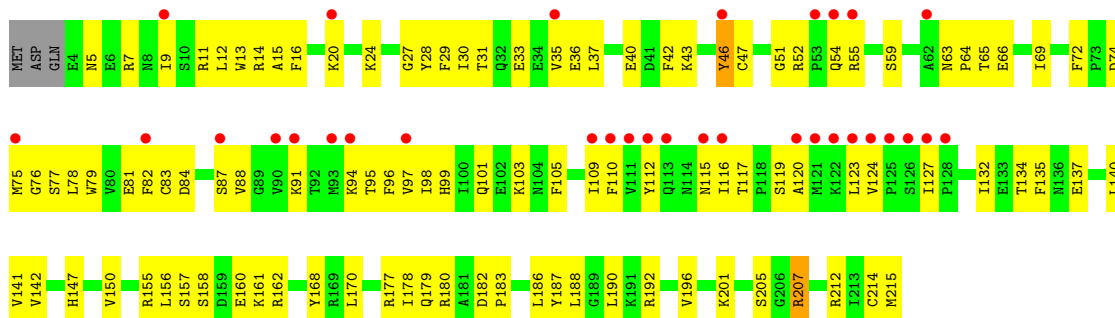 MET ASP GLN E4 N5 E6 R7 N8 I9 S10 R11 L12 W13 R14 A15 F16 K20 K24 G27 Y28 F29 I30 T31 Q32 E33 E34 V35 E36 L37 E40 D41 F42 K43 Y46 C47 G51 R52 P53 Q54 R55 S59 A62 N63 P64 T65 E66 I69 F72 P73 D74
M75 G76 S77 L78 W79 V80 E81 F82 C83 D84 S87 V88 G89 V90 K91 T92 M93 K94 T95 F96 V97 I98 H99 I100 Q101 E102 K103 N104 F105 I109 F110 V111 Y112 Q113 N114 N115 I116 T117 P118 S119 A120 M121 K122 L123 V124 P125 S126 I127 P128 I132 E133 T134 F135 N136 E137 L140
V141 V142 H147 V150 R155 L156 S157 S158 D159 E160 K161 R162 Y168 R169 L170 R177 I178 Q179 R180 A181 D182 P183 L186 Y187 L188 G189 L190 K191 R192 V196 K201 S205 G206 R207 R212 I213 C214 M215